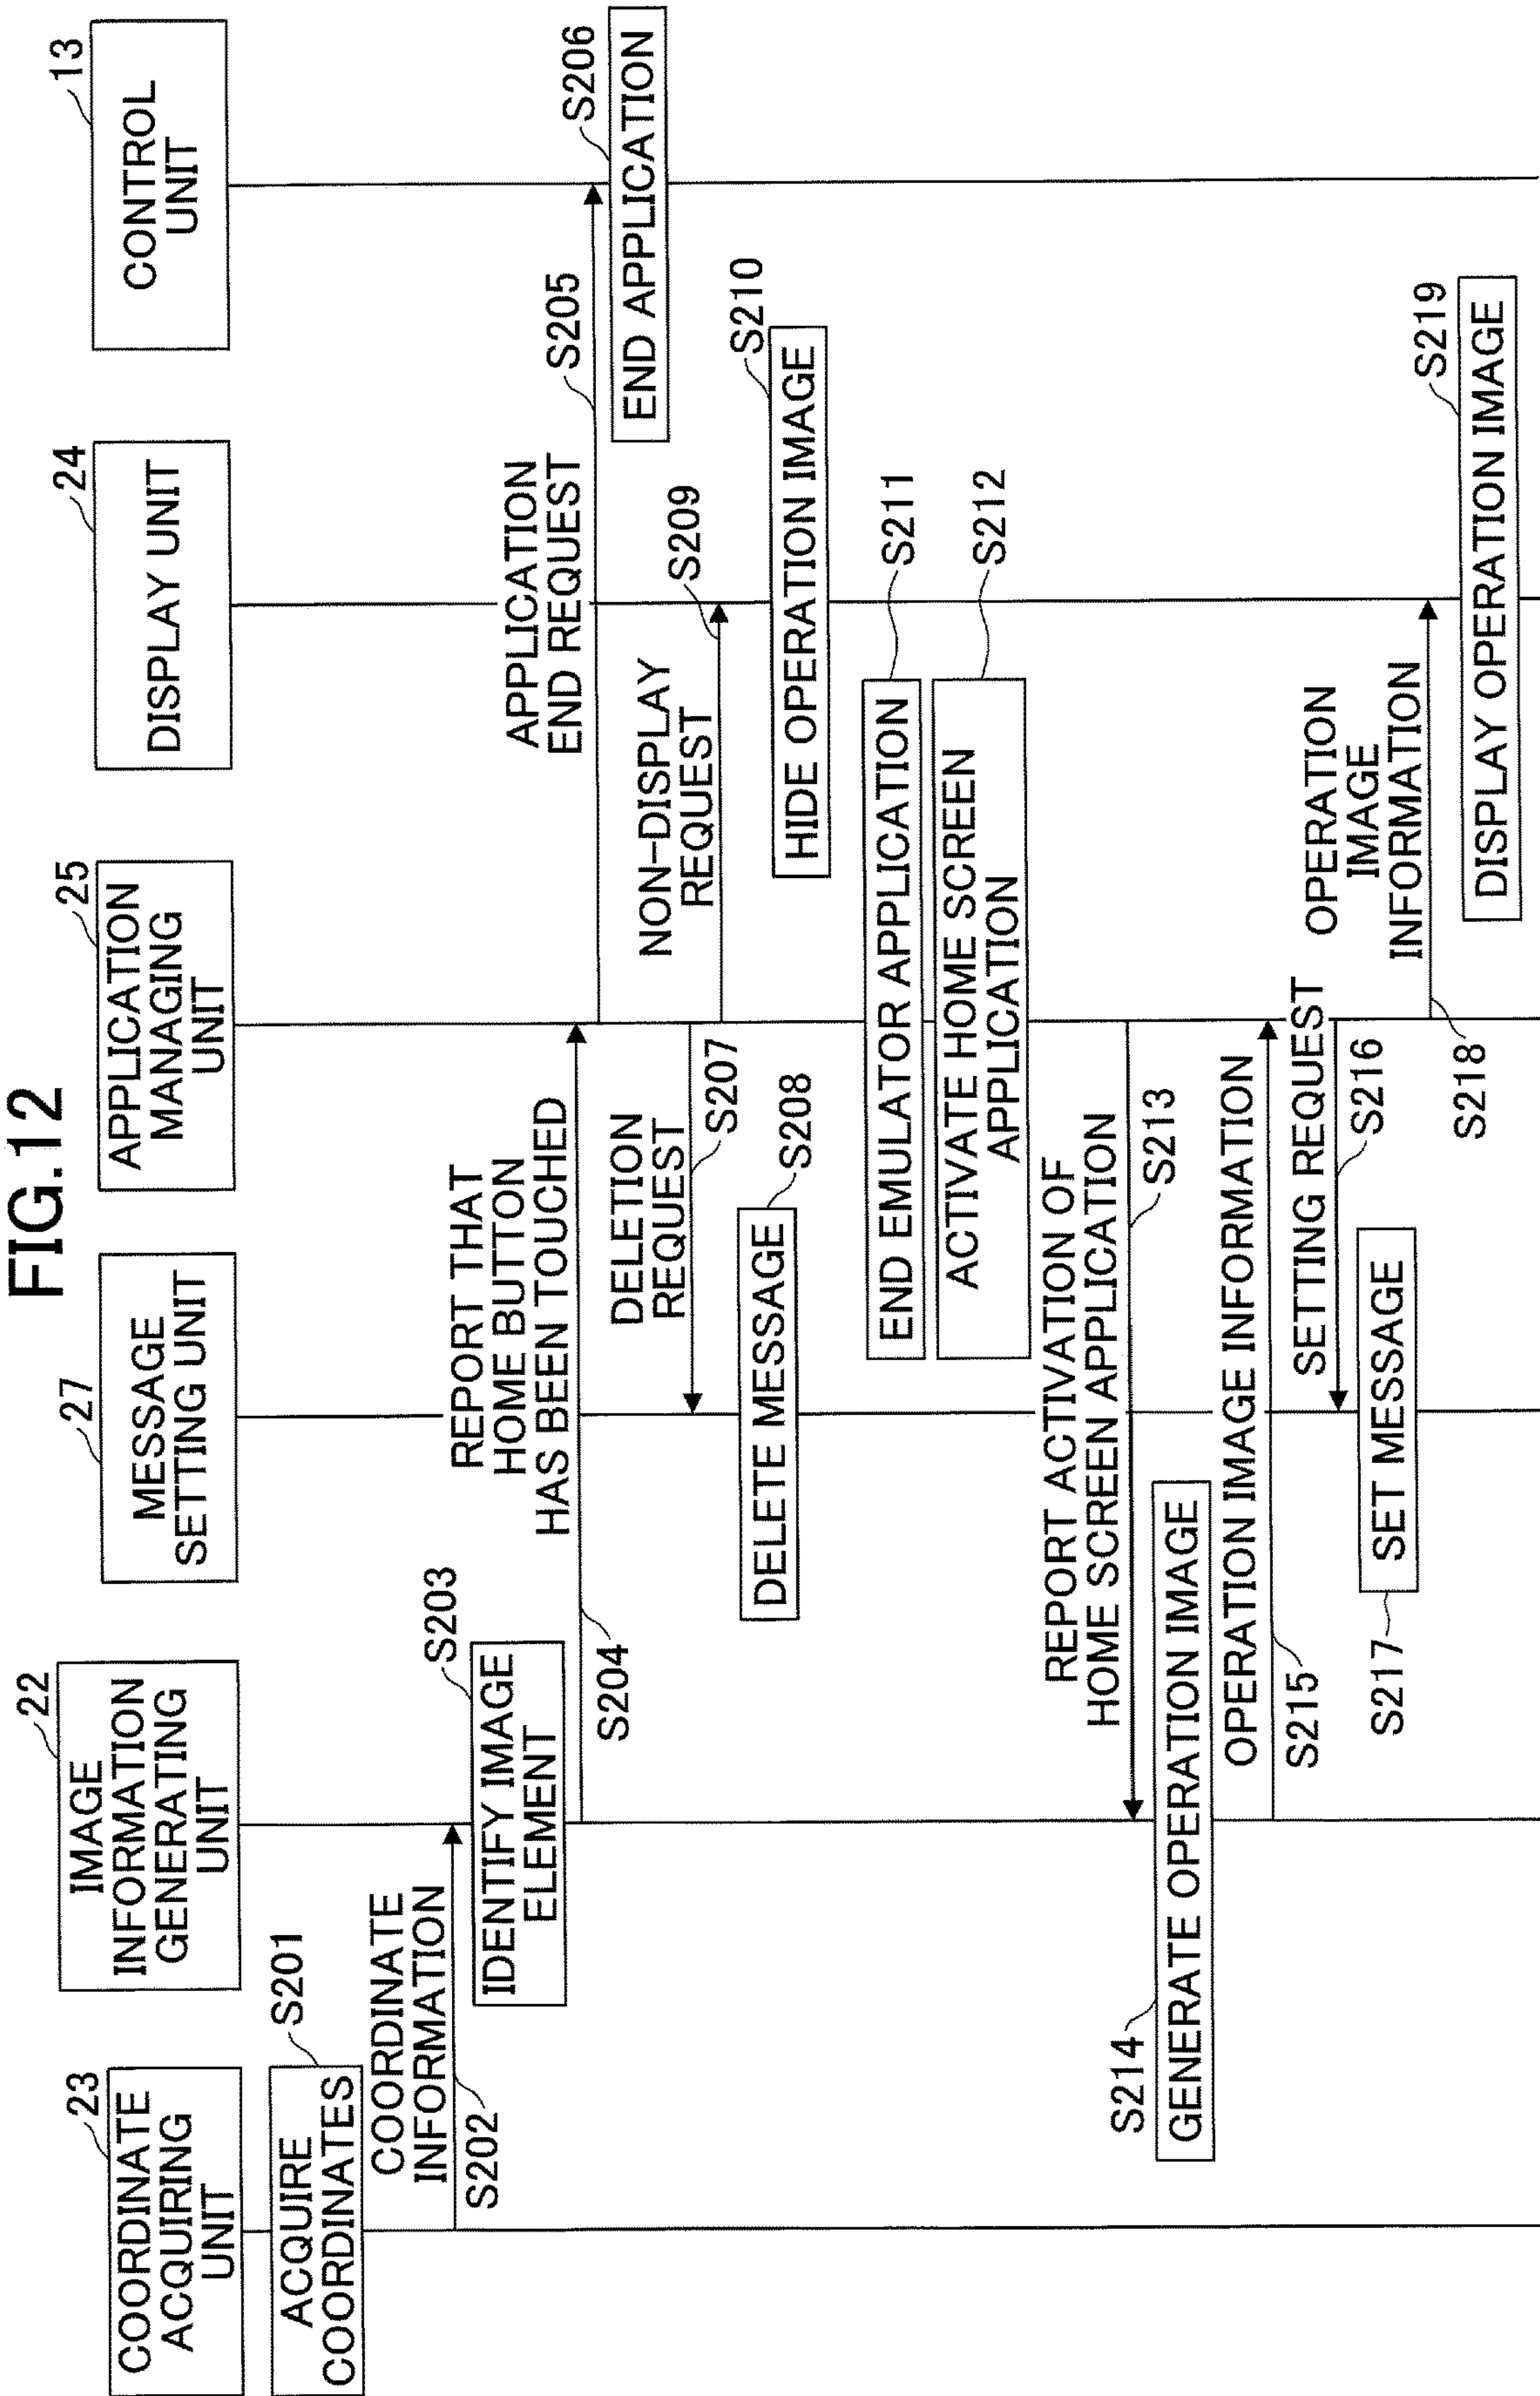 FIG.12
23
COORDINATE
ACQUIRING
UNIT
22
IMAGE
INFORMATION
GENERATING
UNIT
27
MESSAGE
SETTING UNIT
25
APPLICATION
MANAGING
UNIT
24
DISPLAY UNIT
13
CONTROL
UNIT
S201
ACQUIRE
COORDINATES
COORDINATE
INFORMATION
S202
S203
IDENTIFY IMAGE
ELEMENT
REPORT THAT
HOME BUTTON
HAS BEEN TOUCHED
S204
APPLICATION
END REQUEST
S205
S206
END APPLICATION
DELETION
REQUEST
S207
S208
DELETE MESSAGE
NON-DISPLAY
REQUEST
S209
S210
HIDE OPERATION IMAGE
END EMULATOR APPLICATION
S211
ACTIVATE HOME SCREEN
APPLICATION
S212
REPORT ACTIVATION OF
HOME SCREEN APPLICATION
S213
S214
GENERATE OPERATION IMAGE
OPERATION IMAGE INFORMATION
S215
SETTING REQUEST
S216
SET MESSAGE
S217
OPERATION
IMAGE
INFORMATION
S218
S219
DISPLAY OPERATION IMAGE